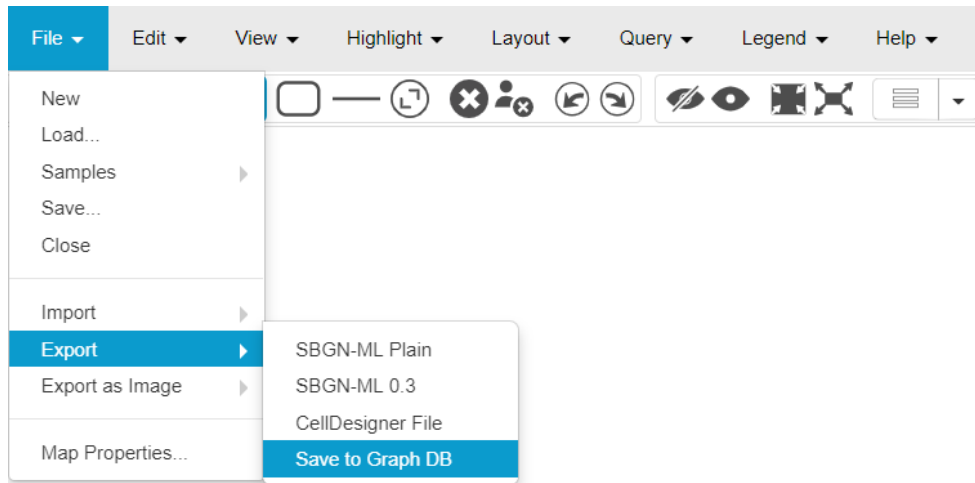 File Edit View Highlight Layout Query Legend Help
New
Load...
Samples
Save...
Close
Import
Export
SBGN-ML Plain
Export as Image
SBGN-ML 0.3
CellDesigner File
Map Properties...
Save to Graph DB